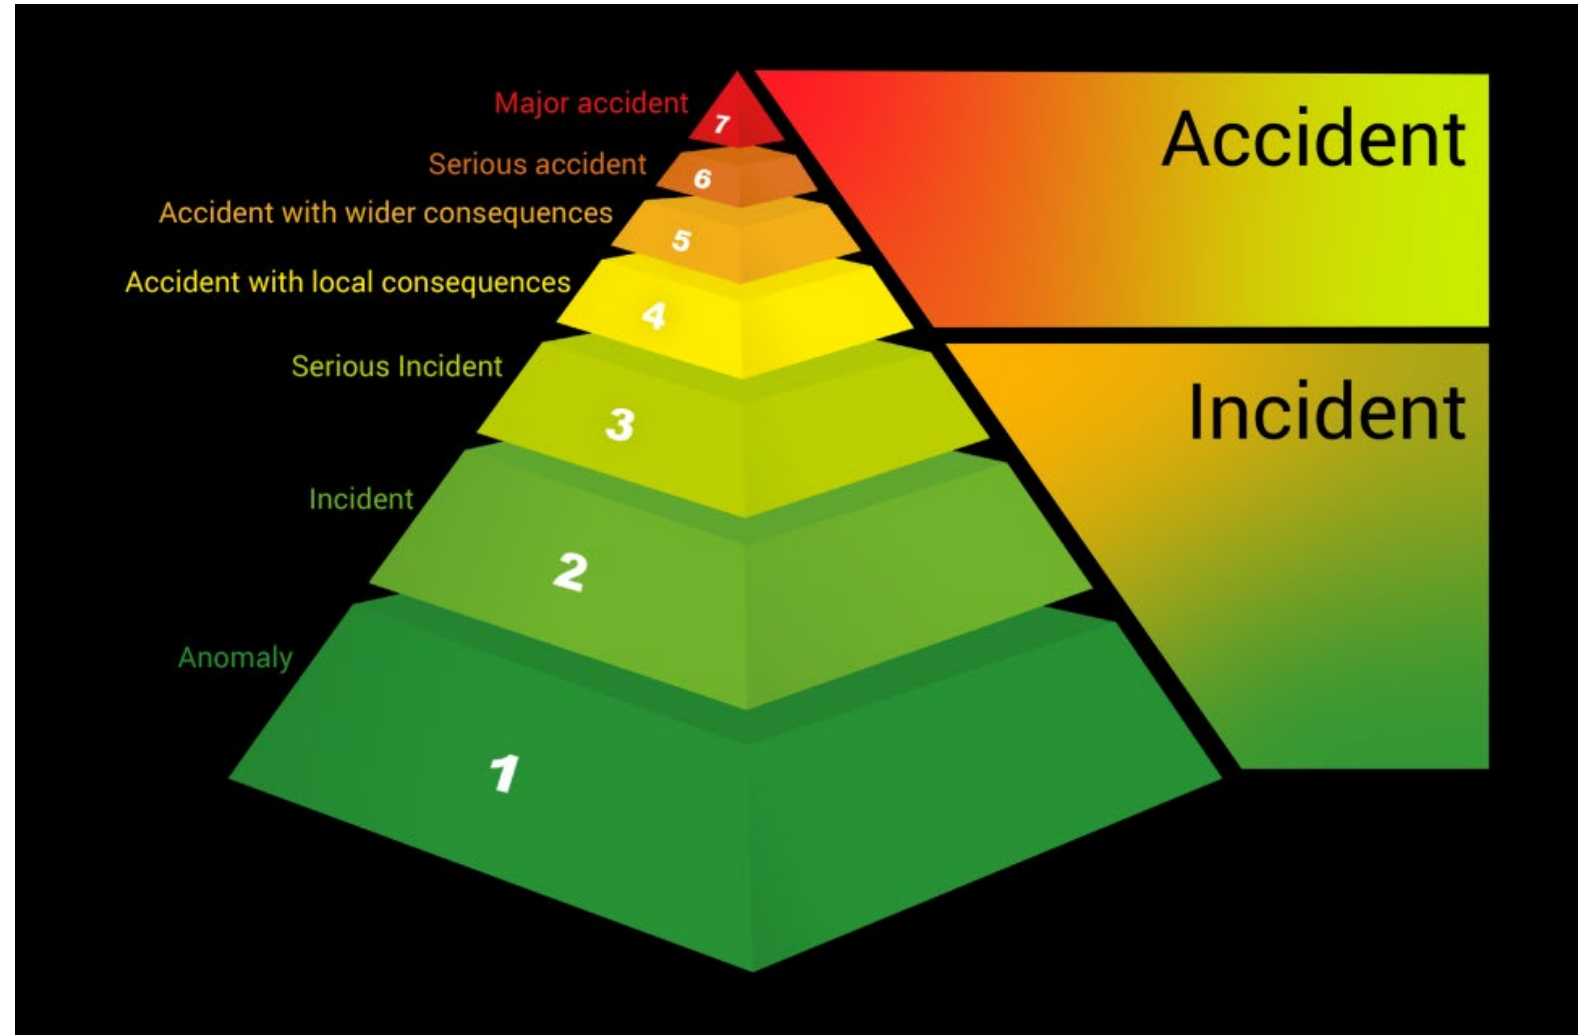 Major accident
7
Accident
Serious accident
6
Accident with wider consequences
5
Accident with local consequences
4
Serious Incident
3
Incident
Incident
2
Anomaly
1